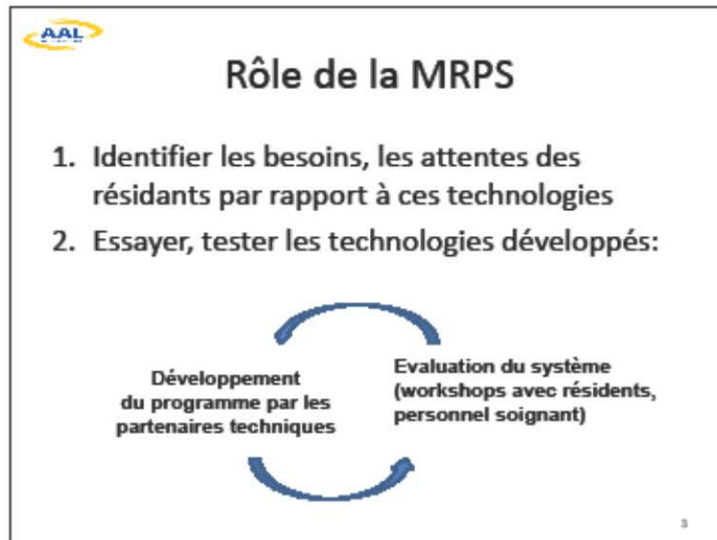 AAL
Rôle de la MRPS
1. Identifier les besoins, les attentes des
résidants par rapport à ces technologies
2. Essayer, tester les technologies développés:
Développement
du programme par les
partenaires techniques
Evaluation du système
(workshops avec résidents,
personnel soignant)
3